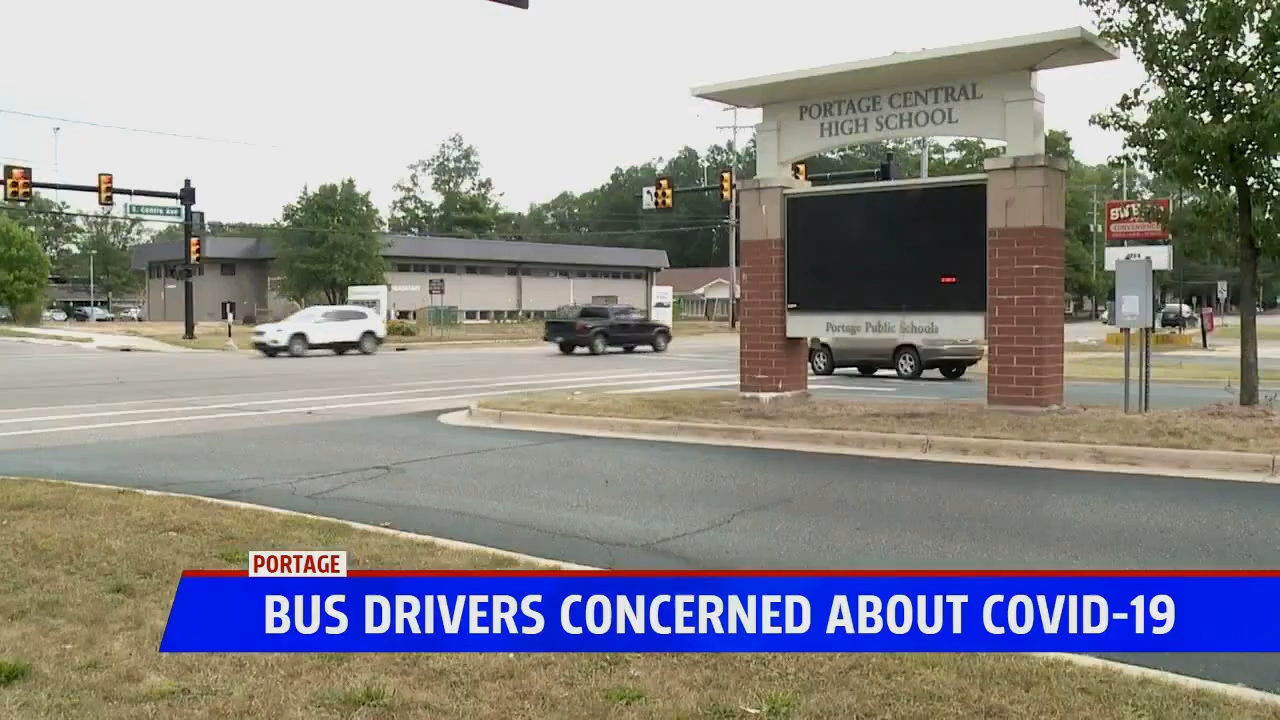 PORTAGE CENTRAL
HIGH SCHOOL
Portage Public Schools
PORTAGE
BUS DRIVERS CONCERNED ABOUT COVID-19